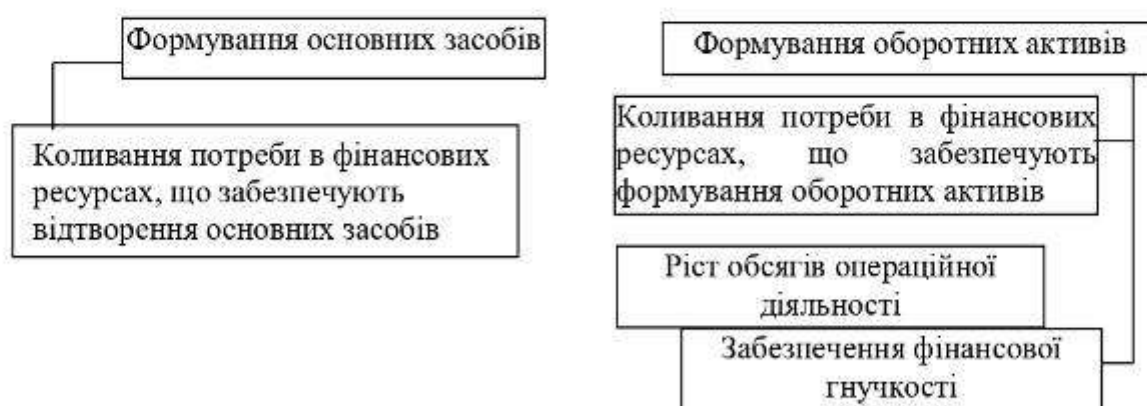 Формування основних засобів
Коливання потреби в фінансових
ресурсах, що забезпечують
відтворення основних засобів
Формування оборотних активів
Коливання потреби в фінансових
ресурсах, що забезпечують
формування оборотних активів
Ріст обсягів операційної
діяльності
Забезпечення фінансової
гнучкості